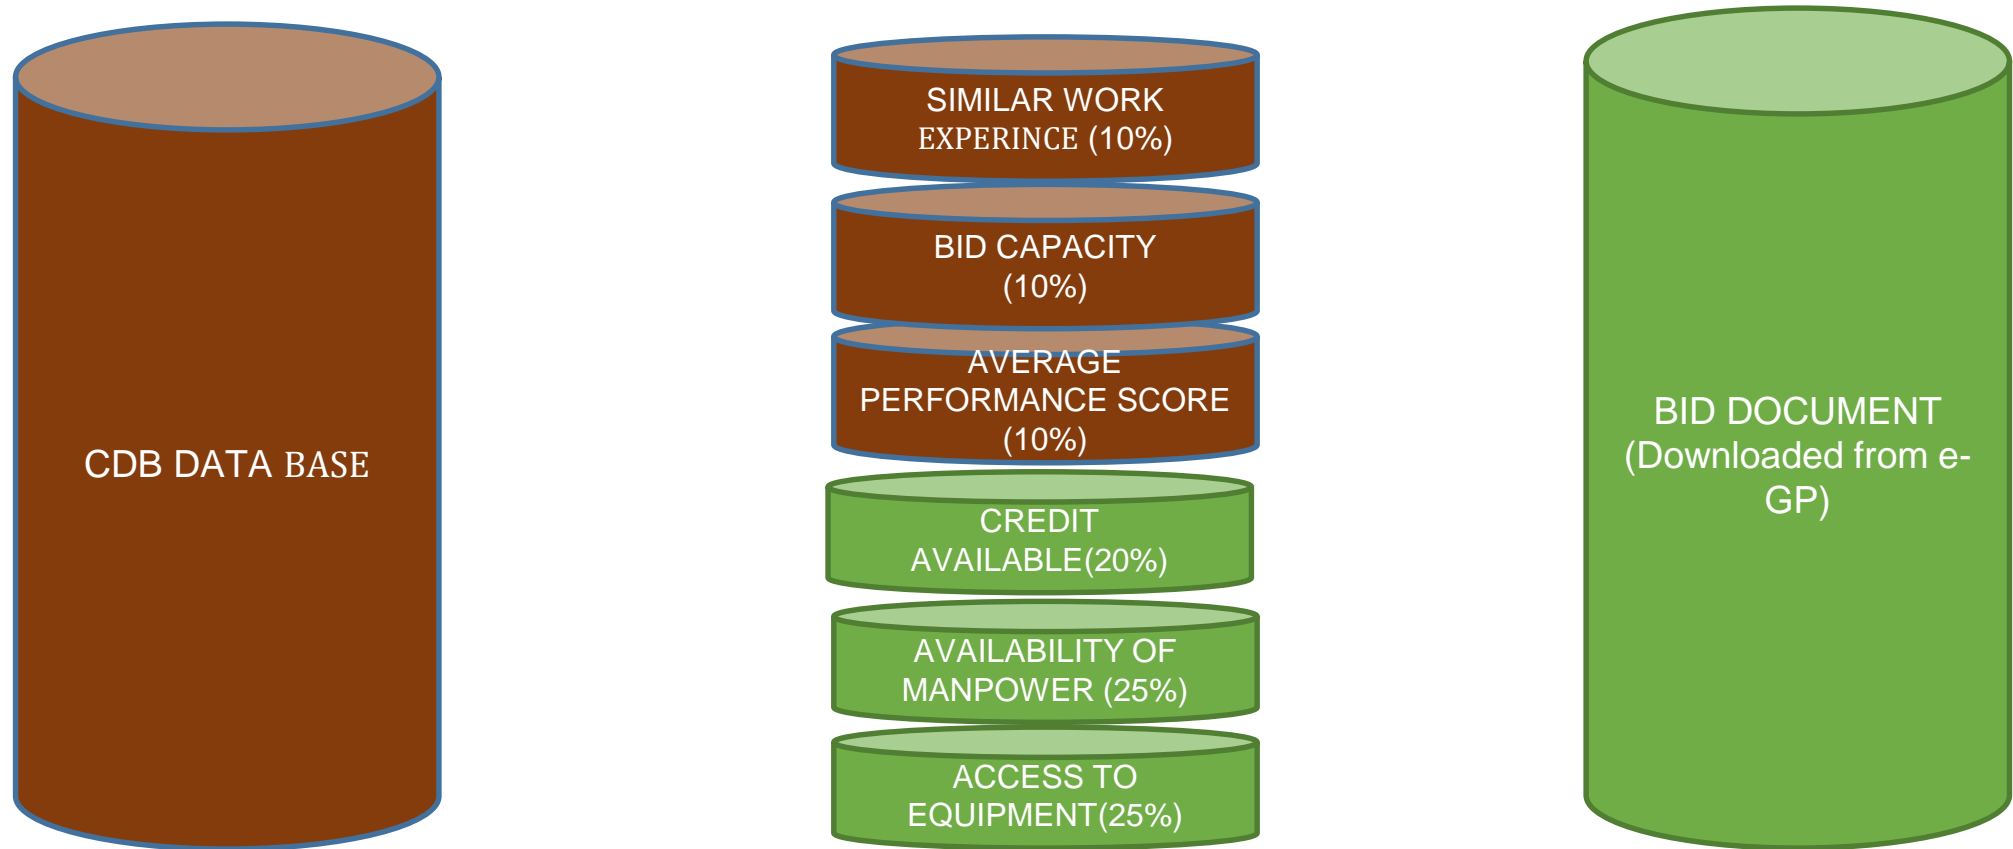 CDB DATA BASE
SIMILAR WORK
EXPERINCE (10%)
BID CAPACITY
(10%)
AVERAGE
PERFORMANCE SCORE
(10%)
CREDIT
AVAILABLE(20%)
AVAILABILITY OF
MANPOWER (25%)
ACCESS TO
EQUIPMENT(25%)
BID DOCUMENT
(Downloaded from e-
GP)